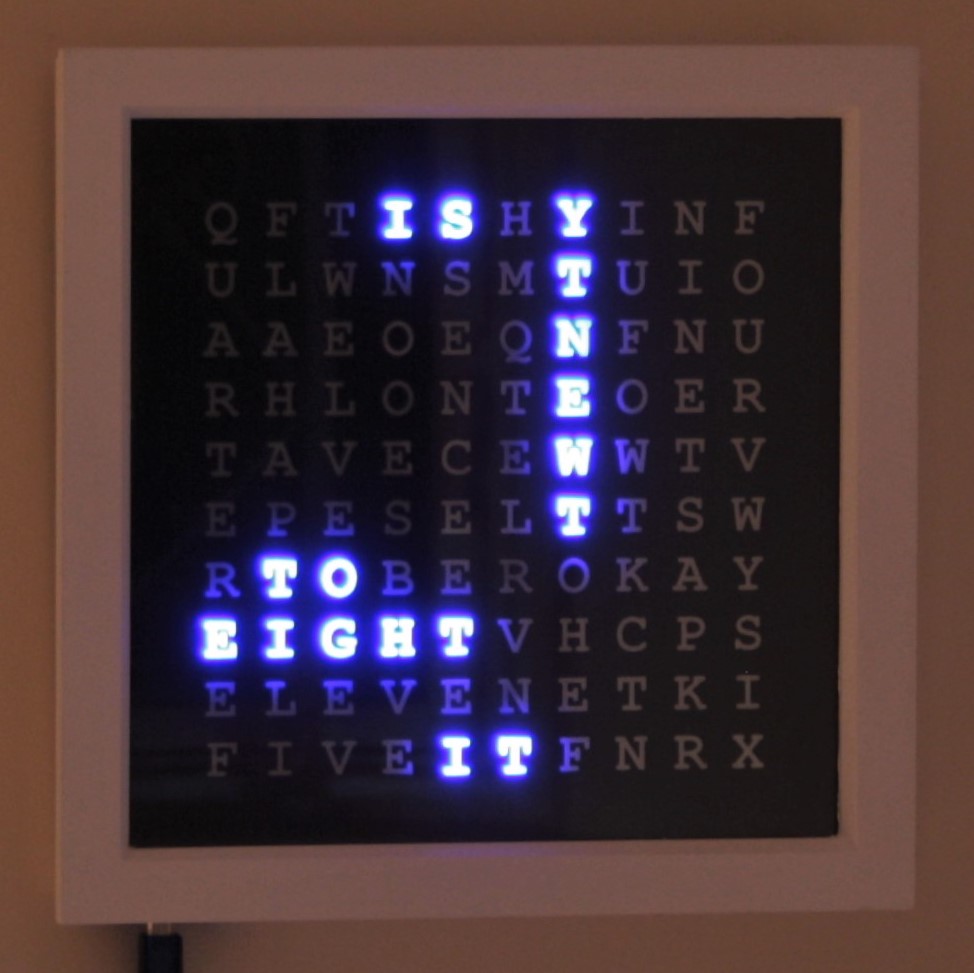 Q F T I S H Y I N F
U L W N S M T U I O
A A E O E Q N F N U
R H L O N T E O E R
T A V E C E W W T V
E P E S E L T T S W
R T O B E R O K A Y
E I G H T V H C P S
E L E V E N E T K I
F I V E I T F N R X